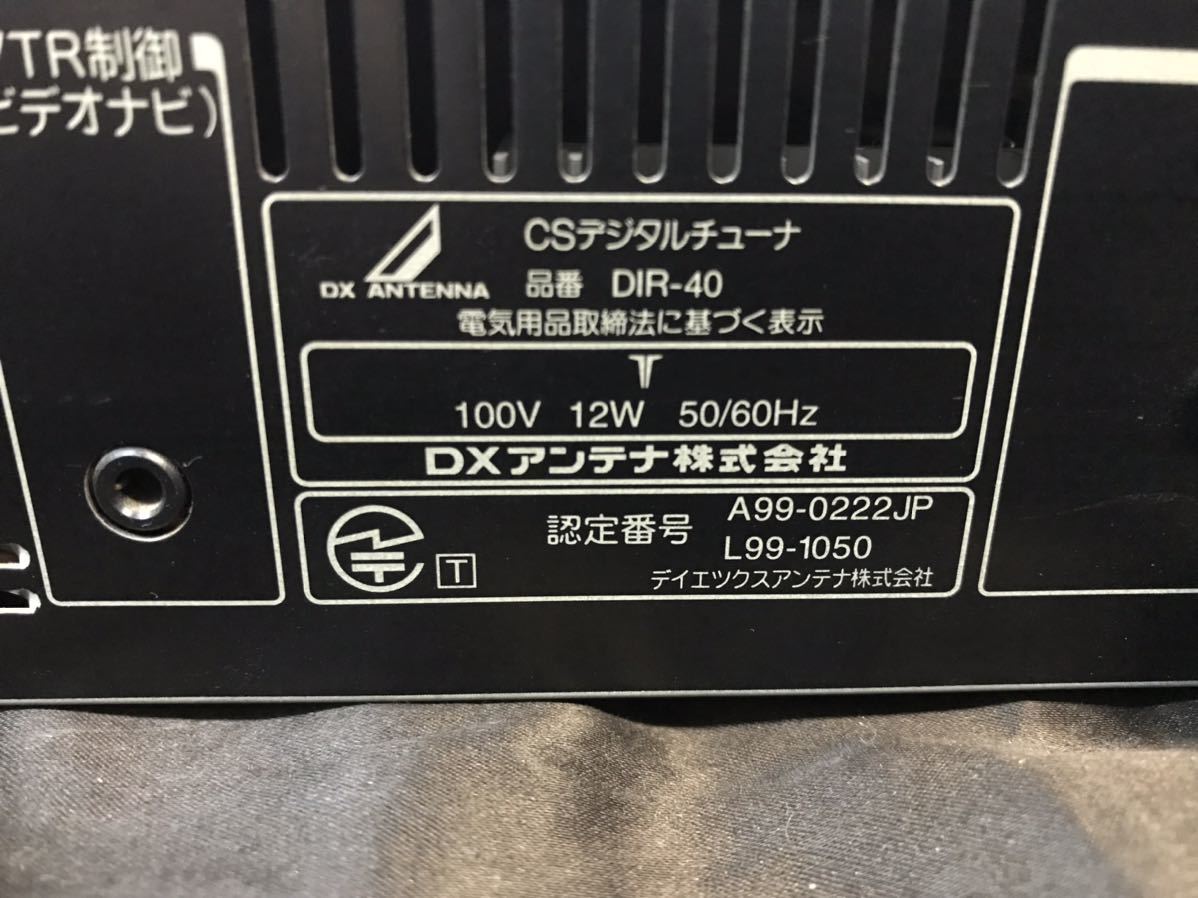 VTR制御
ビデオナビ)
DX ANTENNA
CSデジタルチューナ
品番 DIR-40
電気用品取締法に基づく表示
T
100V 12W 50/60Hz
DXアンテナ株式会社
T
認定番号
A99-0222JP
L99-1050
デイエツクスアンテナ株式会社